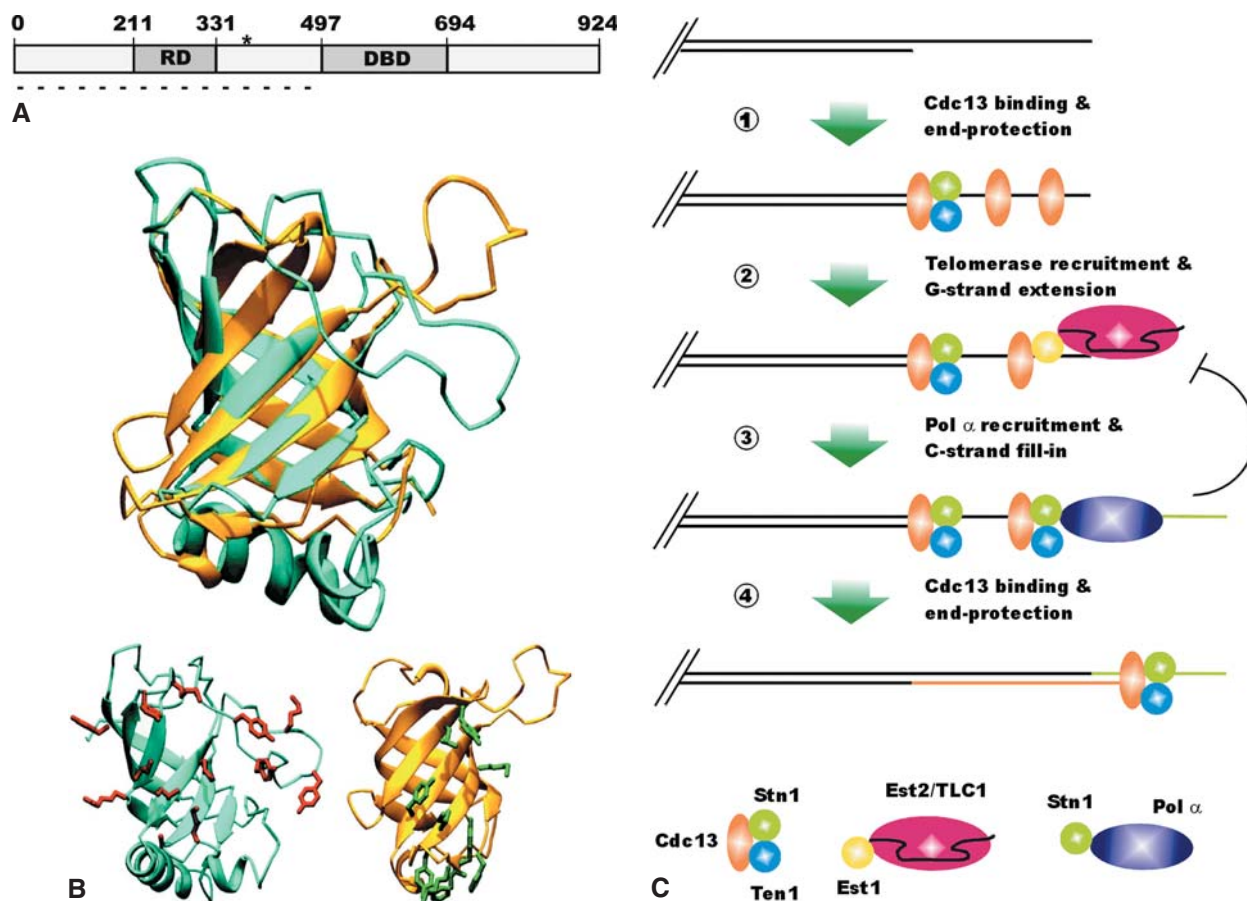 0 211 331 497 694 924
*
RD DBD
A
B
① Cdc13 binding &
end-protection
② Telomerase recruitment &
G-strand extension
③ Pol α recruitment &
C-strand fill-in
④ Cdc13 binding &
end-protection
Stn1
Cdc13
Ten1
Est2/TLC1
Est1
Stn1
Pol α
C